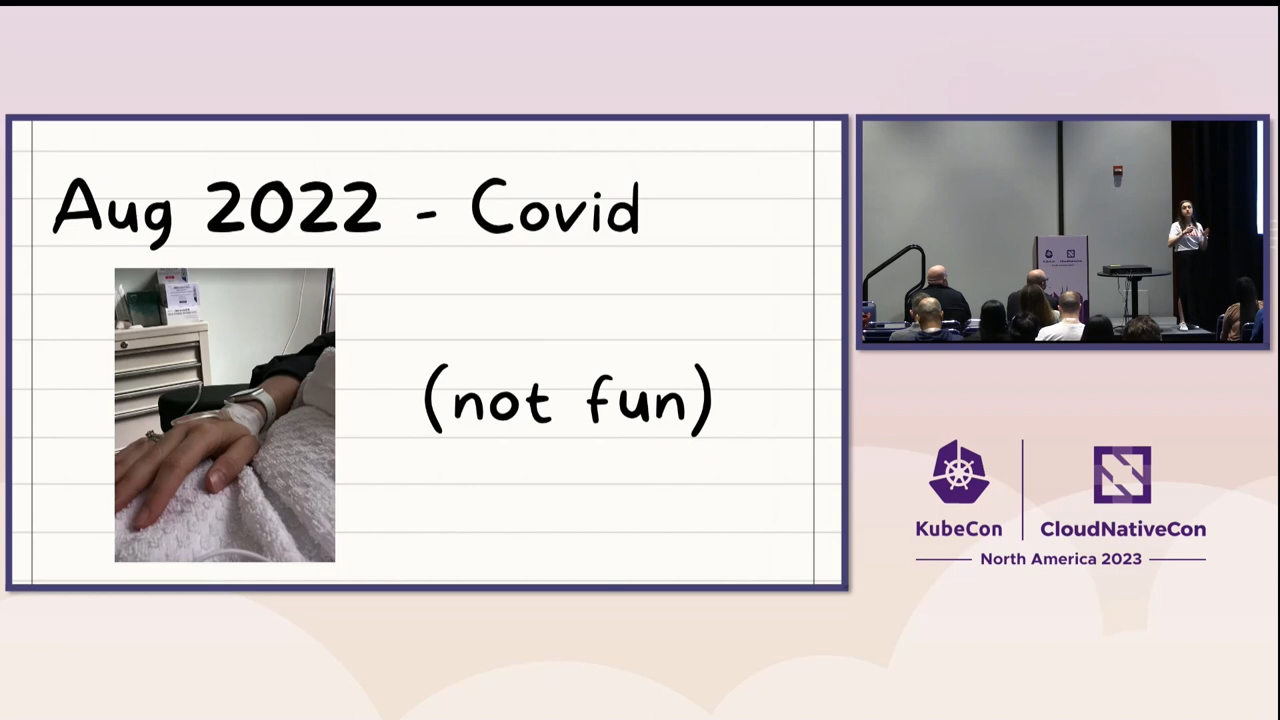 Aug 2022 - Covid
(not fun)
KubeCon
CloudNativeCon
North America 2023